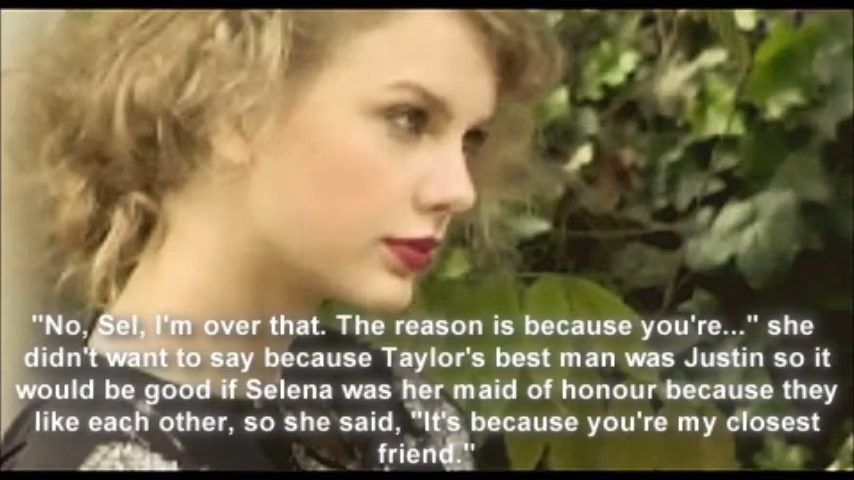 "No, Sel, I'm over that. The reason is because you're..." she
didn't want to say because Taylor's best man was Justin so it
would be good if Selena was her maid of honour because they
like each other, so she said, "It's because you're my closest
friend."